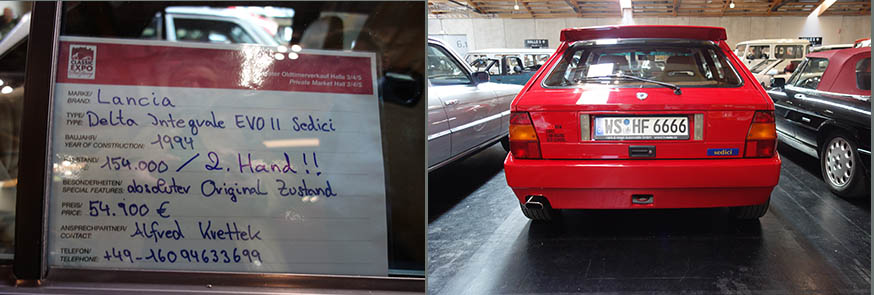 CLASSIC
EXPO
Privater Oldtimerverkauf Halle 3/4/5
Private Market Hall 3/4/5
MARKE/
BRAND: Lancia
TYPE/
TYPE: Delta Integrale EVO II Sedici
BAUJAHR/
YEAR OF CONSTRUCTION: 1994
154.000 / 2. Hand !!
BESONDERHEITEN/
SPECIAL FEATURES: absoluter Original Zustand
PREIS/
PRICE: 54.900 €
ANSPRECHPARTNER/
CONTACT: Alfred Kvettek
TELEFON/
TELEPHONE: +49-16094633699
WS HF 6666
sedici